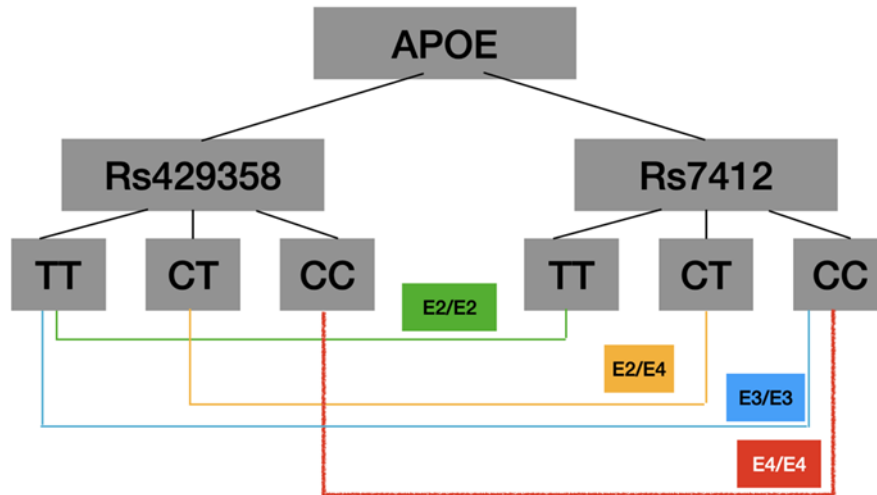 APOE
Rs429358
Rs7412
TT
CT
CC
TT
CT
CC
E2/E2
E2/E4
E3/E3
E4/E4